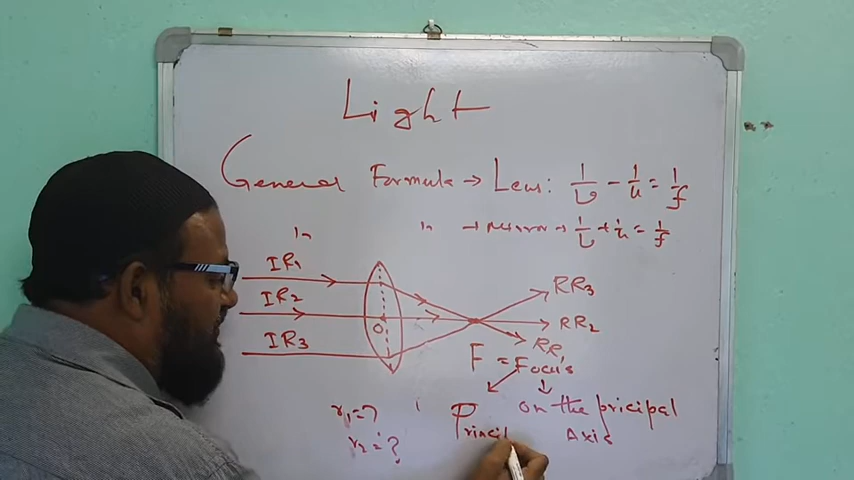 Light
General Formula → Lens: 1/v - 1/u = 1/f
→ Mirror → 1/v + 1/u = 1/f
IR1
IR2
IR3
O
RR3
RR2
RR1
F = Focus
r1 = ?
r2 = ?
Princi
on the pricipal
Axis